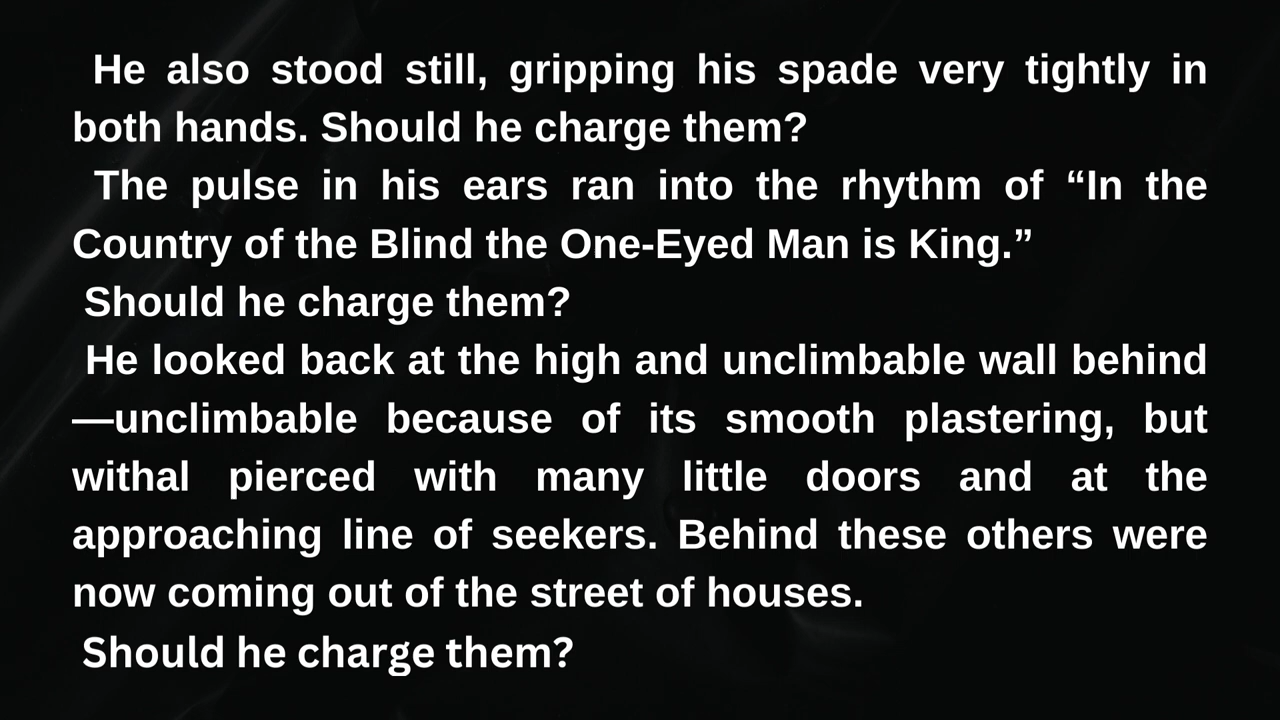 He also stood still, gripping his spade very tightly in
both hands. Should he charge them?
The pulse in his ears ran into the rhythm of “In the
Country of the Blind the One-Eyed Man is King.”
Should he charge them?
He looked back at the high and unclimbable wall behind
—unclimbable because of its smooth plastering, but
withal pierced with many little doors and at the
approaching line of seekers. Behind these others were
now coming out of the street of houses.
Should he charge them?